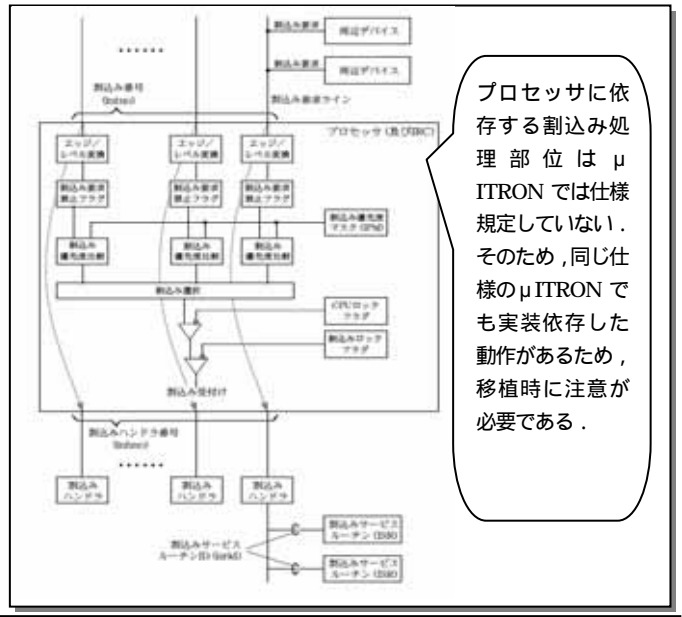 割込み要求
周辺デバイス
......
割込み要求
周辺デバイス
割込み番号
(intno)
割込み要求ライン
プロセッサ (及びIRC)
エッジ/
レベル変換
エッジ/
レベル変換
エッジ/
レベル変換
割込み要求
禁止フラグ
割込み要求
禁止フラグ
割込み要求
禁止フラグ
割込み優先度
マスク (IPM)
割込み
優先度比較
割込み
優先度比較
割込み
優先度比較
割込み選択
CPUロック
フラグ
割込みロック
フラグ
割込み受付け
割込みハンドラ番号
(inhno)
......
割込み
ハンドラ
割込み
ハンドラ
割込み
ハンドラ
割込みサービス
ルーチン (ISR)
割込みサービス
ルーチンID (isrid)
割込みサービス
ルーチン (ISR)
プロセッサに依
存する割込み処
理部位は μ
ITRON では仕様
規定していない．
そのため，同じ仕
様のμITRON で
も実装依存した
動作があるため，
移植時に注意が
必要である．